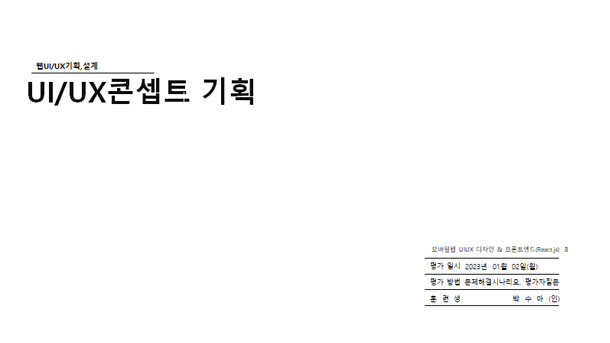 웹UI/UX기획,설계
UI/UX콘셉트 기획
모바일웹 UIUX 디자인 & 프론트엔드(React.js) B
평가 일시 2023년 01월 02일(월)
평가 방법 문제해결시나리오, 평가자질문
훈 련 생 박 수 아 (인)